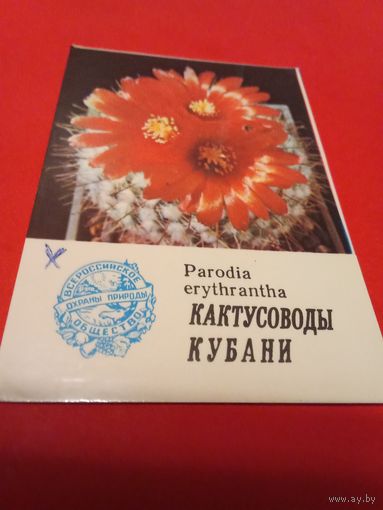 Parodia
erythrantha
КАКТУСОВОДЫ
КУБАНИ
ВСЕРОССИЙСКОЕ
ОХРАНЫ ПРИРОДЫ
ОБЩЕСТВО
www.ay.by